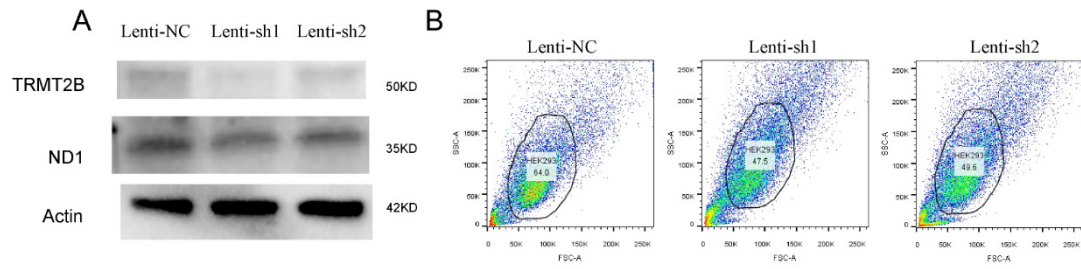 A
Lenti-NC Lenti-sh1 Lenti-sh2
TRMT2B
50KD
ND1
35KD
Actin
42KD
B
Lenti-NC
250K
200K
150K
100K
50K
0
SSC-A
HEK293
64.0
0 50K 100K 150K 200K 250K
FSC-A
Lenti-sh1
250K
200K
150K
100K
50K
0
SSC-A
HEK293
47.5
0 50K 100K 150K 200K 250K
FSC-A
Lenti-sh2
250K
200K
150K
100K
50K
0
SSC-A
HEK293
49.6
0 50K 100K 150K 200K 250K
FSC-A